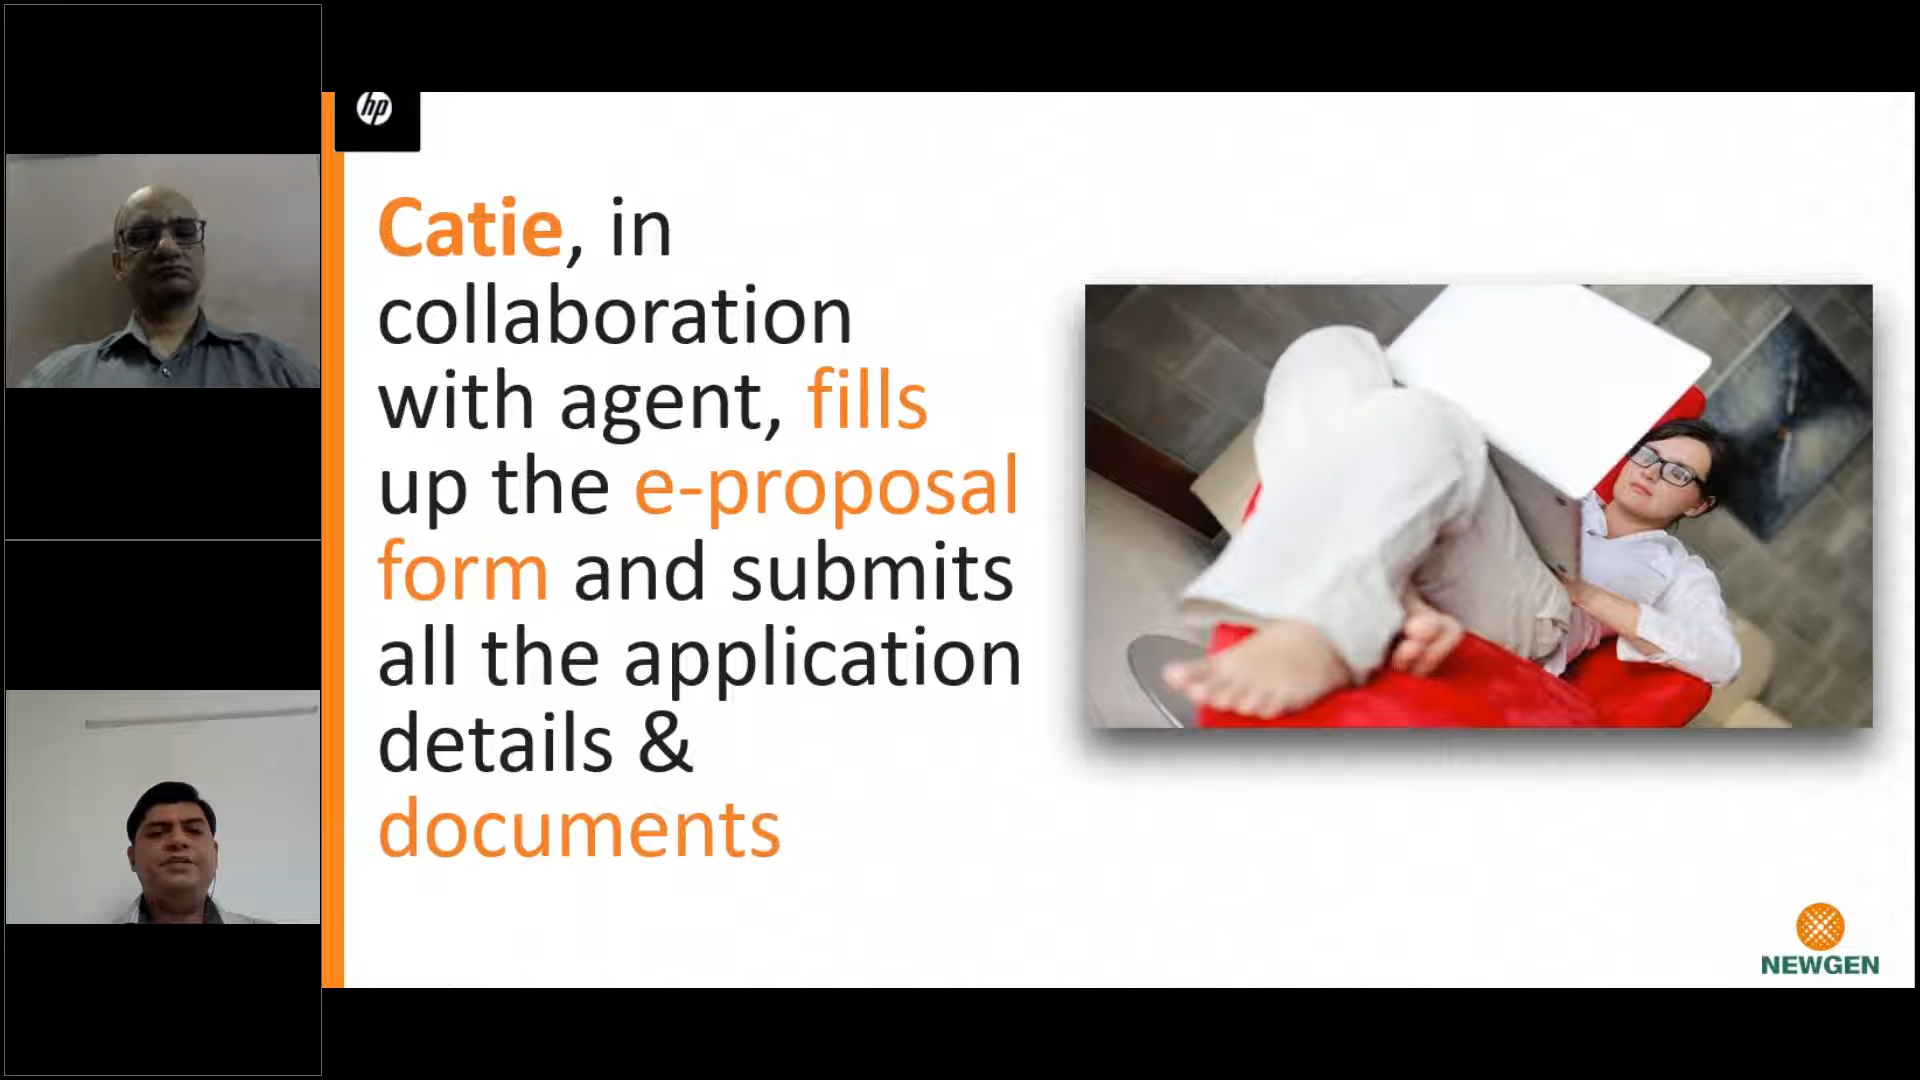 hp
Catie, in
collaboration
with agent, fills
up the e-proposal
form and submits
all the application
details &
documents
NEWGEN